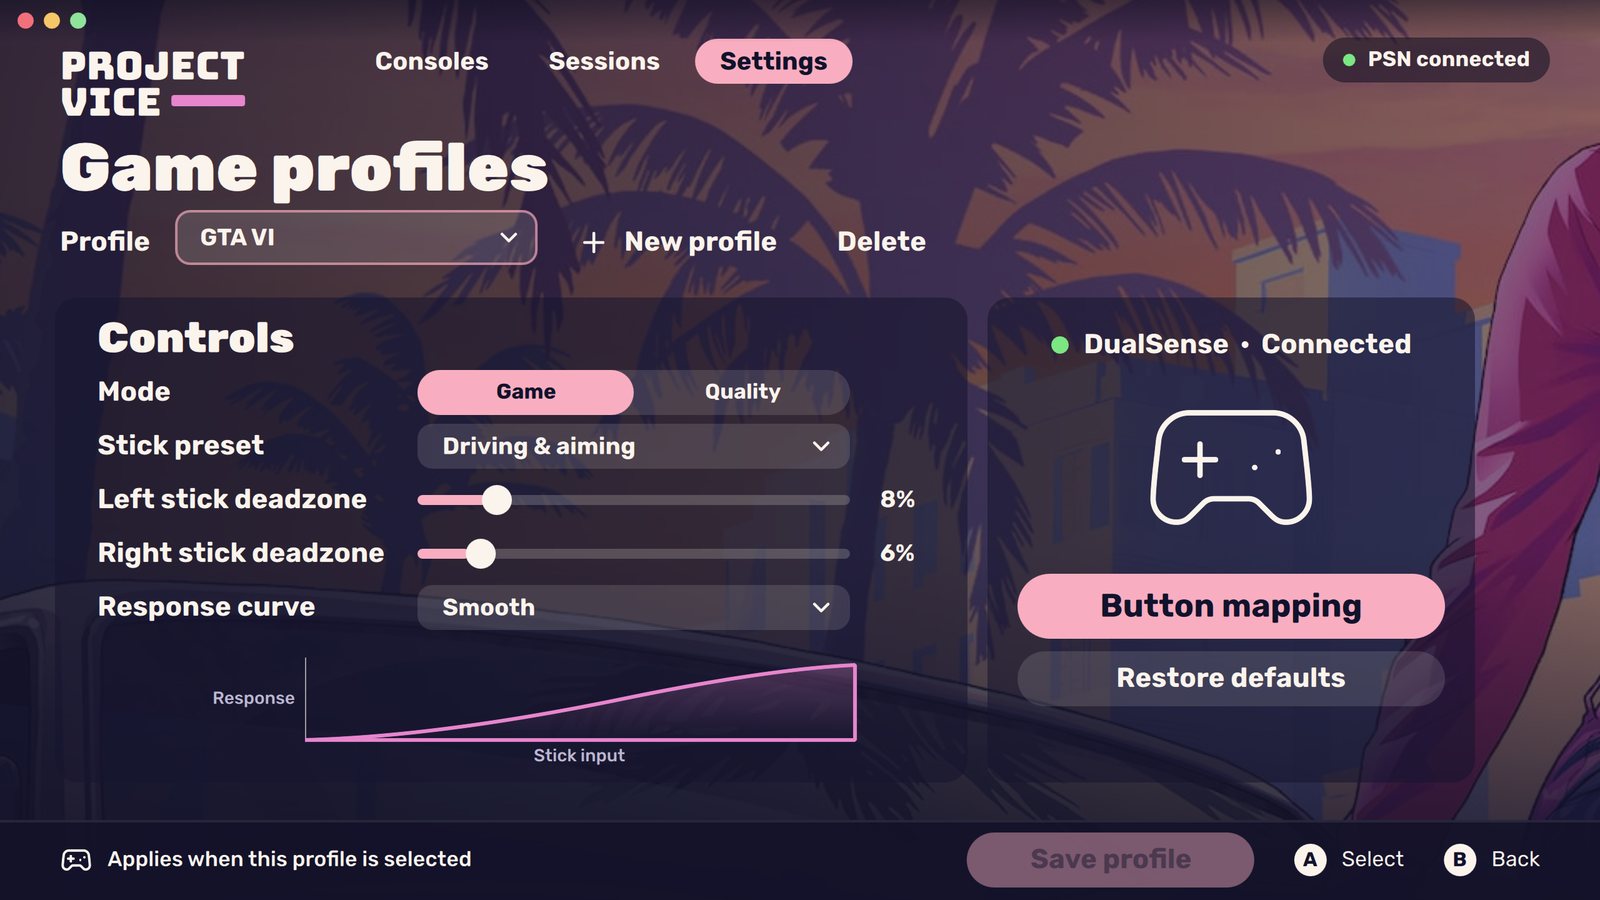 PROJECT
VICE
Consoles
Sessions
Settings
PSN connected
Game profiles
Profile
GTA VI
+ New profile
Delete
Controls
Mode
Game
Quality
Stick preset
Driving & aiming
Left stick deadzone
8%
Right stick deadzone
6%
Response curve
Smooth
Response
Stick input
DualSense • Connected
Button mapping
Restore defaults
Applies when this profile is selected
Save profile
A Select
B Back